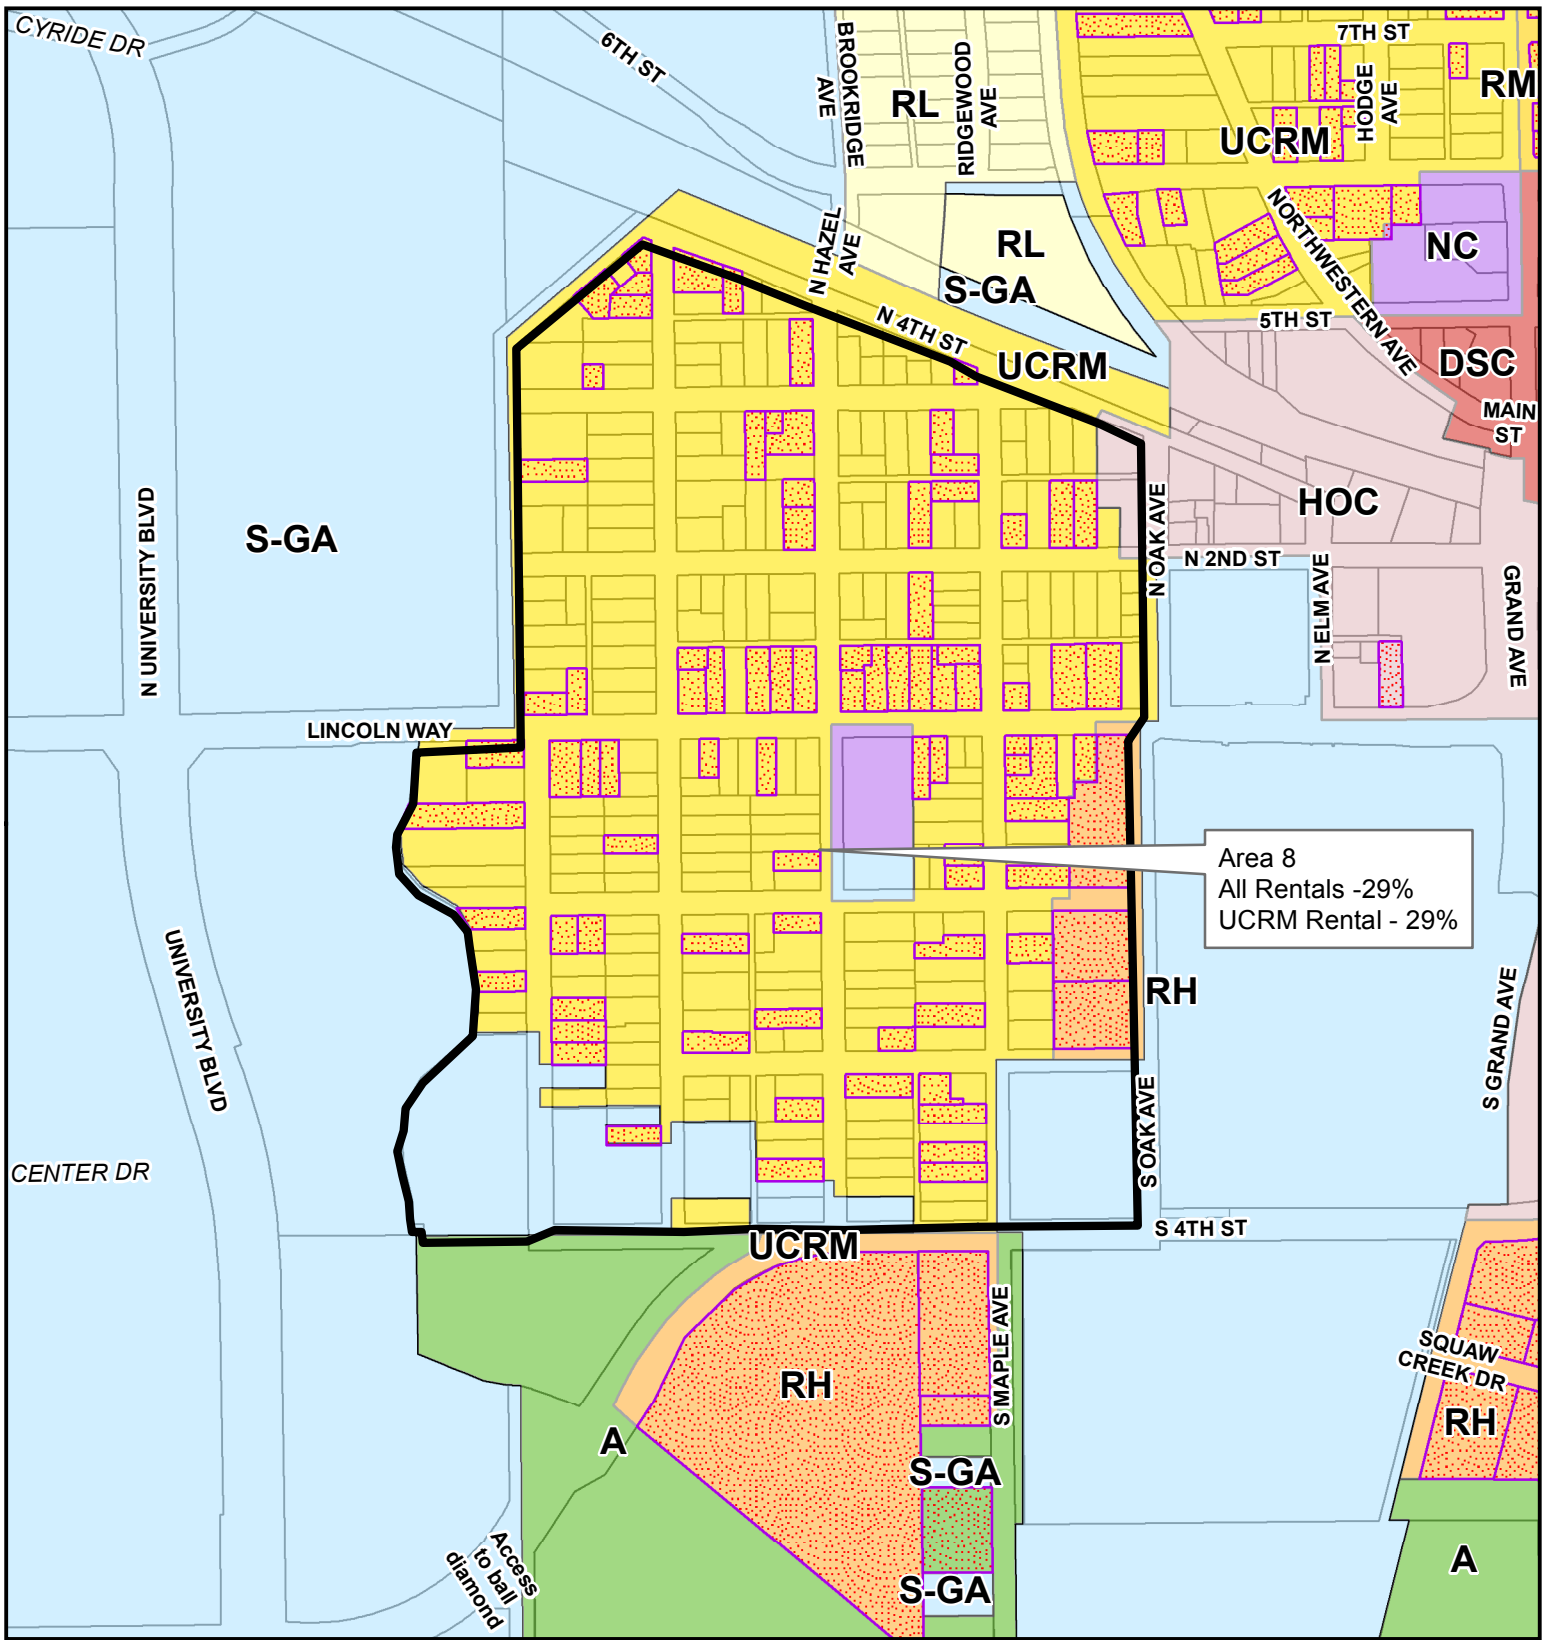 CYRIDE DR
6TH ST
BROOKRIDGE
AVE
RL
RIDGEWOOD
AVE
7TH ST
HODGE
AVE
RM
UCRM
N HAZEL
AVE
RL
S-GA
NORTHWESTERN AVE
NC
N 4TH ST
UCRM
5TH ST
DSC
MAIN
ST
N UNIVERSITY BLVD
S-GA
N OAK AVE
HOC
N 2ND ST
N ELM AVE
GRAND AVE
LINCOLN WAY
Area 8
All Rentals -29%
UCRM Rental - 29%
UNIVERSITY BLVD
RH
S GRAND AVE
S OAK AVE
CENTER DR
S 4TH ST
UCRM
S MAPLE AVE
RH
SQUAW
CREEK DR
RH
A
S-GA
Access
to ball
diamond
S-GA
A